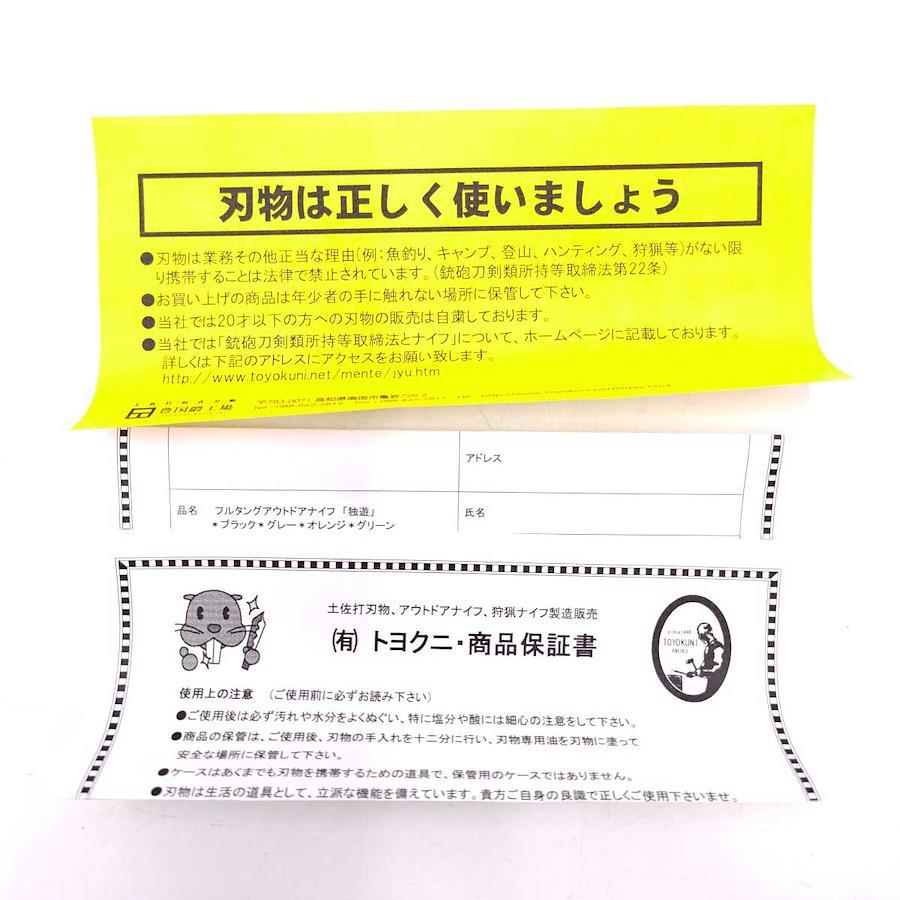 刃物は正しく使いましょう
●刃物は業務その他正当な理由(例:魚釣り、キャンプ、登山、ハンティング、狩猟等)がない限
り携帯することは法律で禁止されています。(銃砲刀剣類所持等取締法第22条)
●お買い上げの商品は年少者の手に触れない場所に保管して下さい。
●当社では20才以下の方への刃物の販売は自粛しております。
●当社では「銃砲刀剣類所持等取締法とナイフ」について、ホームページに記載しております。
詳しくは下記のアドレスにアクセスをお願い致します。
http://www.toyokuni.net/mente/jyu.htm
豊国鍛工場 〒783-0071 高知県南国市亀岩728-2
アドレス
品名 フルタングアウトドアナイフ「独遊」
*ブラック*グレー*オレンジ*グリーン
氏名
土佐打刃物、アウトドアナイフ、狩猟ナイフ製造販売
㈲ トヨクニ・商品保証書
since1946
TOYOKUNI
KNIVES
使用上の注意 (ご使用前に必ずお読み下さい)
●ご使用後は必ず汚れや水分をよくぬぐい、特に塩分や酸には細心の注意をして下さい。
●商品の保管は、ご使用後、刃物の手入れを十二分に行い、刃物専用油を刃物に塗って
安全な場所に保管して下さい。
●ケースはあくまでも刃物を携帯するための道具で、保管用のケースではありません。
●刃物は生活の道具として、立派な機能を備えています。貴方ご自身の良識で正しくご使用下さいませ。